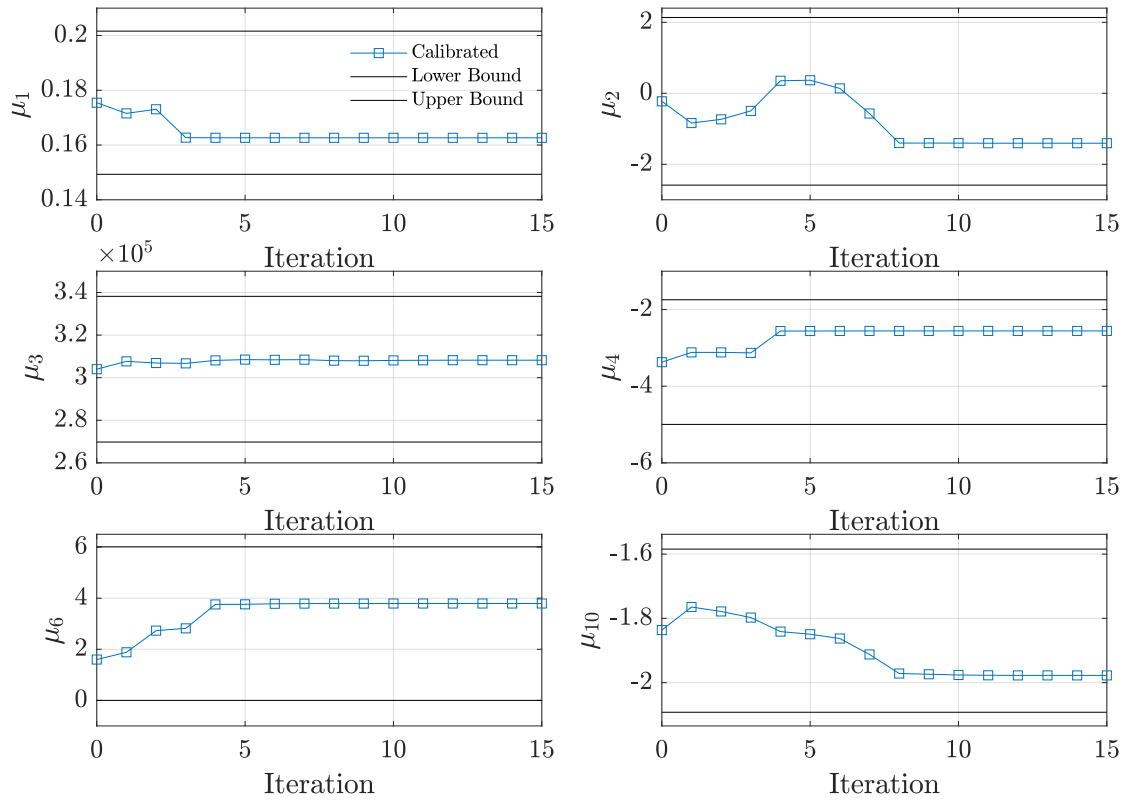 0.2
0.18
0.16
0.14
μ1
Calibrated
Lower Bound
Upper Bound
0 5 10 15
Iteration
2
0
-2
μ2
0 5 10 15
Iteration
×10^5
3.4
3.2
3
2.8
2.6
μ3
0 5 10 15
Iteration
-2
-4
-6
μ4
0 5 10 15
Iteration
6
4
2
0
μ6
0 5 10 15
Iteration
-1.6
-1.8
-2
μ10
0 5 10 15
Iteration